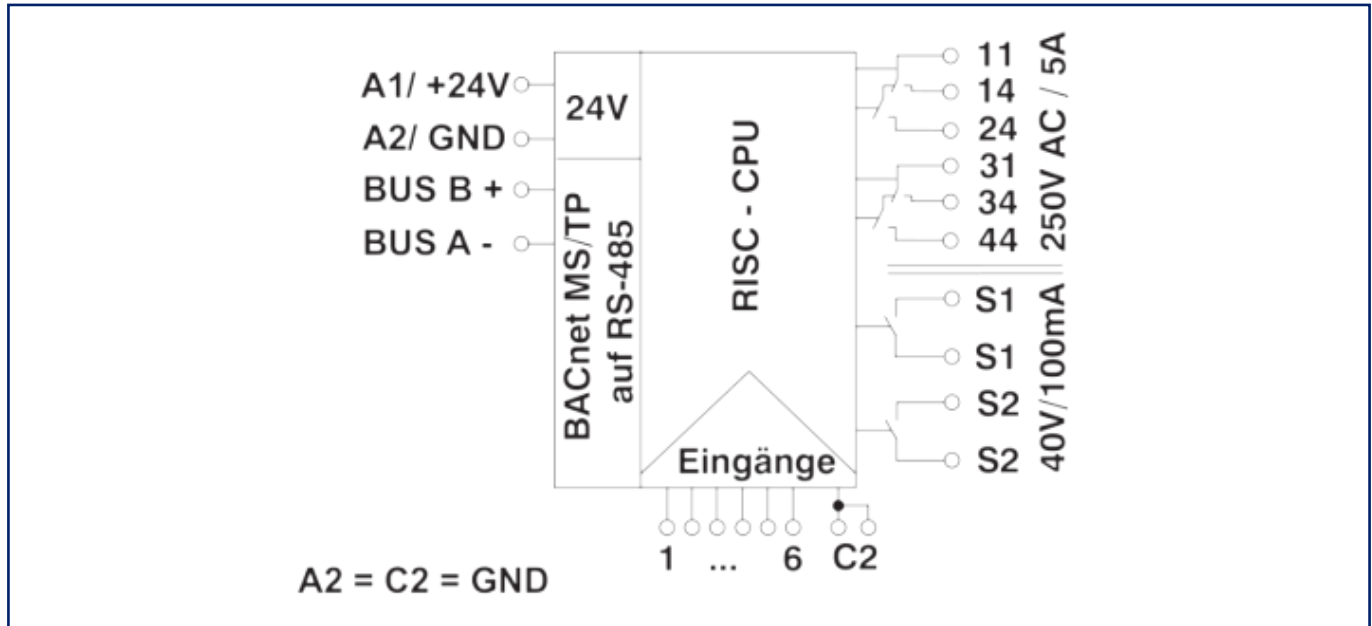 A1/ +24V
A2/ GND
BUS B +
BUS A -
24V
BACnet MS/TP
auf RS-485
RISC - CPU
Eingänge
11
14
24
31
34
44
250V AC / 5A
S1
S1
S2
S2
40V/100mA
1 ... 6 C2
A2 = C2 = GND